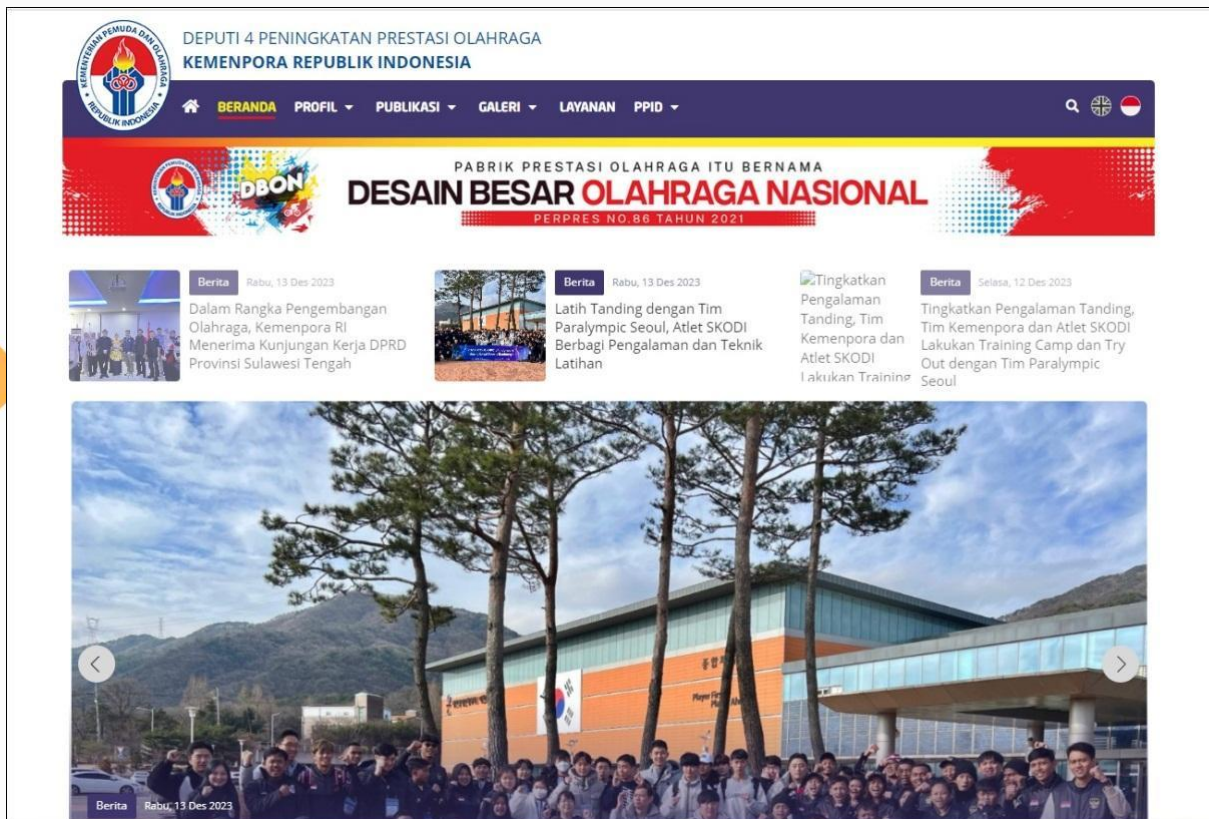 DEPUTI 4 PENINGKATAN PRESTASI OLAHRAGA
KEMENPORA REPUBLIK INDONESIA
KEMENTERIAN PEMUDA DAN OLAHRAGA
REPUBLIK INDONESIA
BERANDA PROFIL PUBLIKASI GALERI LAYANAN PPID
DBON
PABRIK PRESTASI OLAHRAGA ITU BERNAMA
DESAIN BESAR OLAHRAGA NASIONAL
PERPRES NO.86 TAHUN 2021
Berita Rabu, 13 Des 2023
Dalam Rangka Pengembangan
Olahraga, Kemenpora RI
Menerima Kunjungan Kerja DPRD
Provinsi Sulawesi Tengah
Berita Rabu, 13 Des 2023
Latih Tanding dengan Tim
Paralympic Seoul, Atlet SKODI
Berbagi Pengalaman dan Teknik
Latihan
Tingkatkan
Pengalaman
Tanding, Tim
Kemenpora dan
Atlet SKODI
Lakukan Training
Berita Selasa, 12 Des 2023
Tingkatkan Pengalaman Tanding,
Tim Kemenpora dan Atlet SKODI
Lakukan Training Camp dan Try
Out dengan Tim Paralympic
Seoul
Berita Rabu, 13 Des 2023